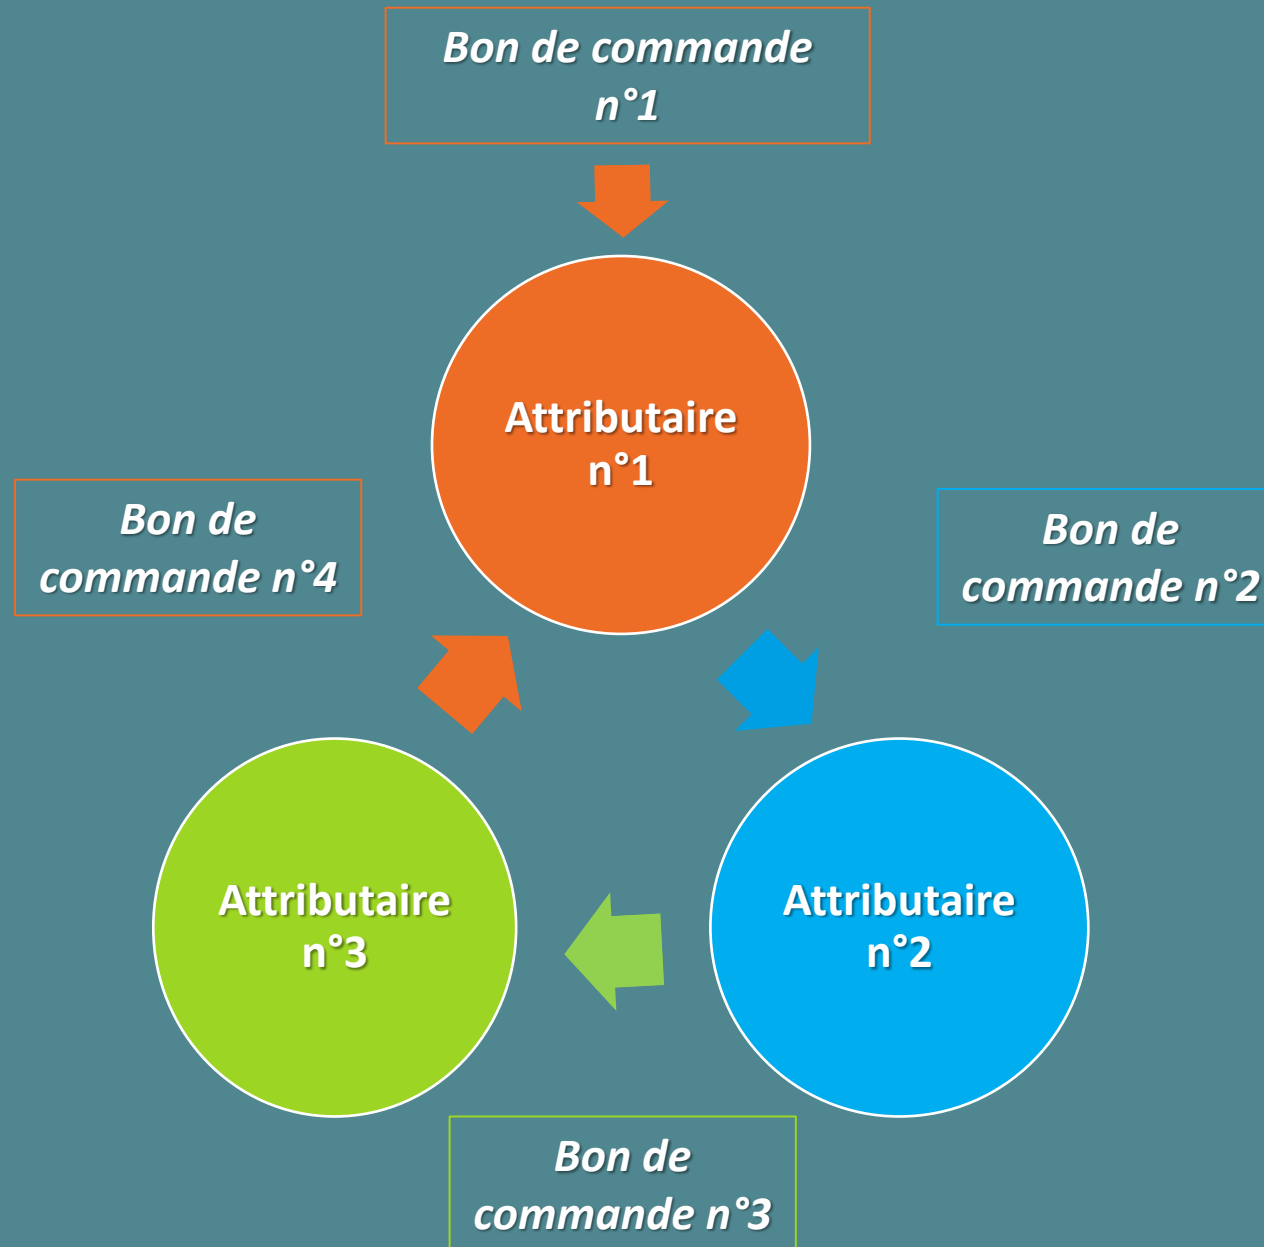 Bon de commande
n°1
Attributaire
n°1
Bon de
commande n°4
Bon de
commande n°2
Attributaire
n°3
Attributaire
n°2
Bon de
commande n°3